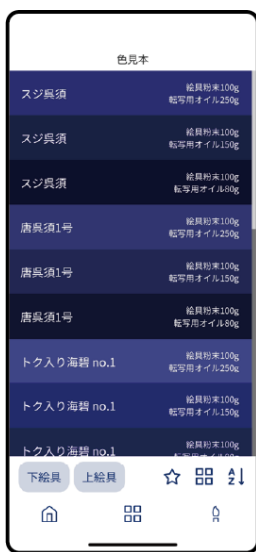 色見本
スジ呉須
絵具粉末100g
転写用オイル250g
スジ呉須
絵具粉末100g
転写用オイル150g
スジ呉須
絵具粉末100g
転写用オイル80g
唐呉須1号
絵具粉末100g
転写用オイル250g
唐呉須1号
絵具粉末100g
転写用オイル150g
唐呉須1号
絵具粉末100g
転写用オイル80g
トク入り海碧 no.1
絵具粉末100g
転写用オイル250g
トク入り海碧 no.1
絵具粉末100g
転写用オイル150g
トク入り海碧 no.1
絵具粉末100g
下絵具
上絵具
A
Z